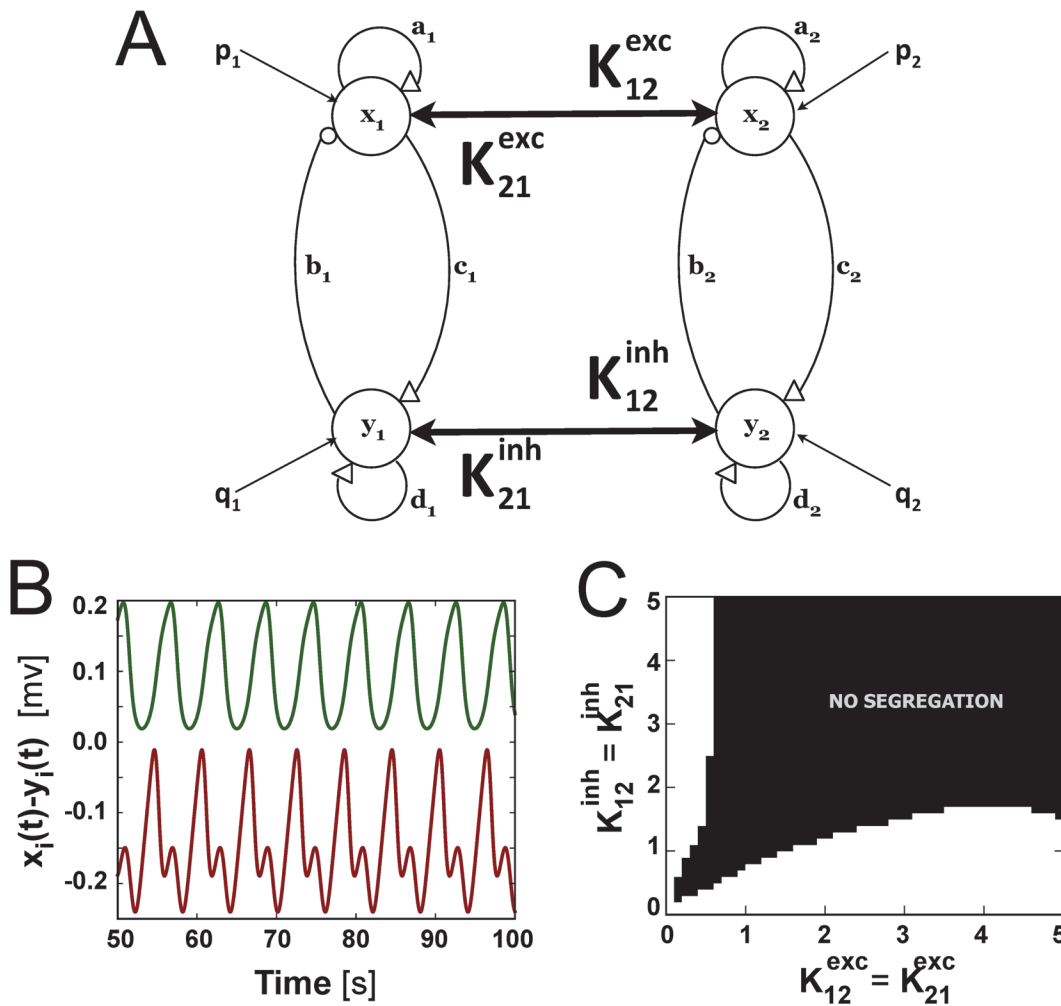 A
p₁
a₁
K₁₂ᵉˣᶜ
a₂
p₂
x₁
x₂
K₂₁ᵉˣᶜ
b₁
c₁
b₂
c₂
K₁₂ⁱⁿʰ
y₁
y₂
q₁
d₁
K₂₁ⁱⁿʰ
d₂
q₂
B
xᵢ(t)-yᵢ(t) [mv]
0.2
0.1
0.0
-0.1
-0.2
50 60 70 80 90 100
Time [s]
C
K₁₂ⁱⁿʰ = K₂₁ⁱⁿʰ
5
4
3
2
1
0
NO SEGREGATION
0 1 2 3 4 5
K₁₂ᵉˣᶜ = K₂₁ᵉˣᶜ